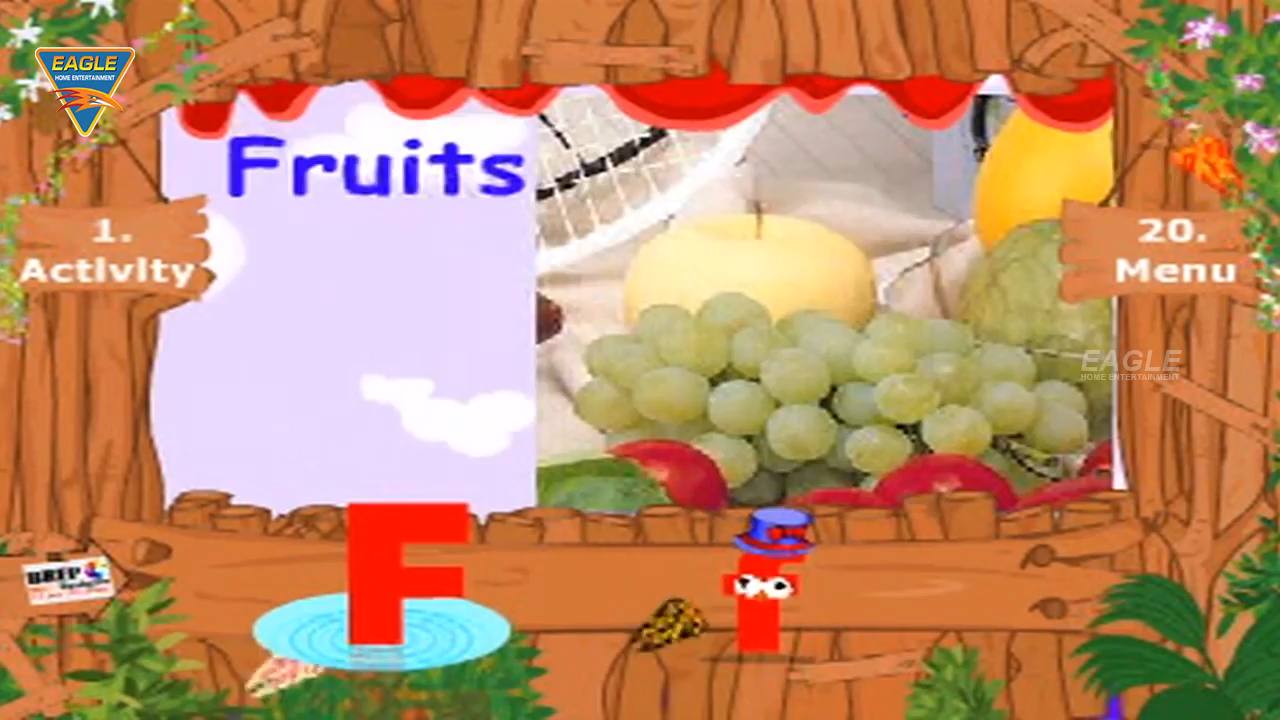 EAGLE
HOME ENTERTAINMENT
Fruits
1.
Activity
20.
Menu
EAGLE
HOME ENTERTAINMENT
F
f